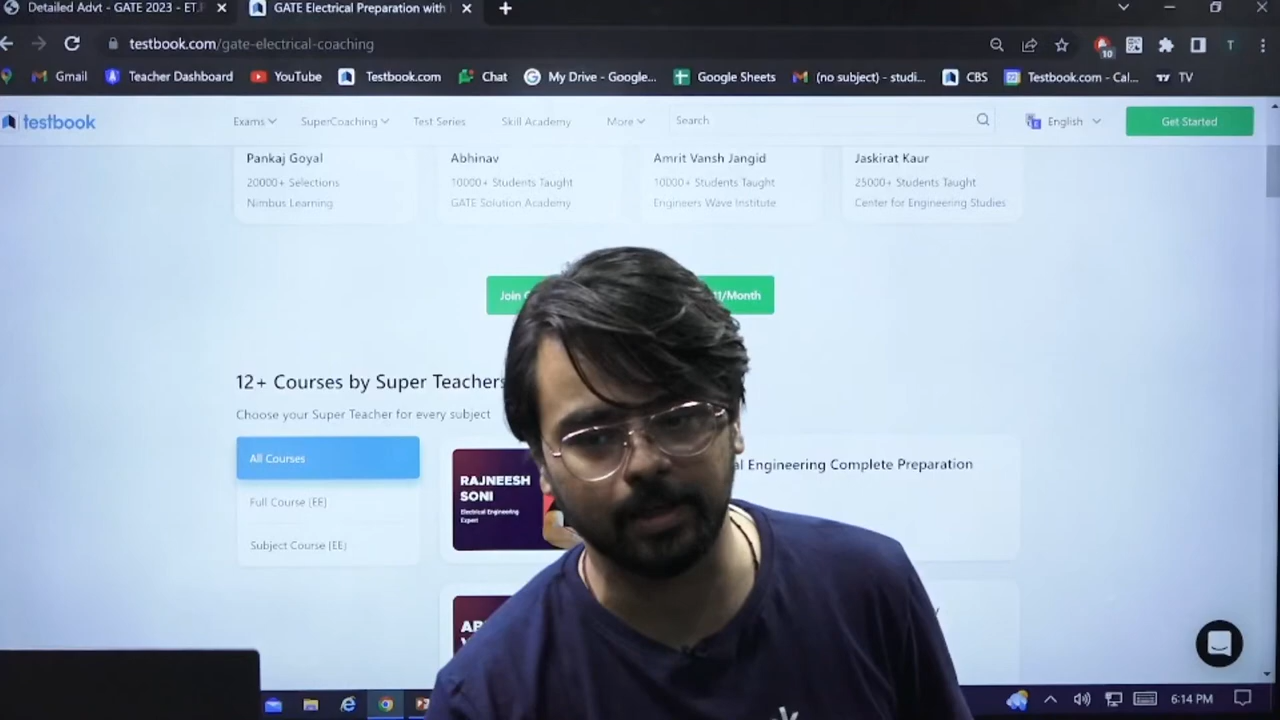 Detailed Advt - GATE 2023 - ET.
GATE Electrical Preparation with
testbook.com/gate-electrical-coaching
10
T
Gmail
Teacher Dashboard
YouTube
Testbook.com
Chat
My Drive - Google...
Google Sheets
(no subject) - studi...
CBS
Testbook.com - Cal...
TV
testbook
Exams
SuperCoaching
Test Series
Skill Academy
More
Search
English
Get Started
Pankaj Goyal
20000+ Selections
Nimbus Learning
Abhinav
10000+ Students Taught
GATE Solution Academy
Amrit Vansh Jangid
10000+ Students Taught
Engineers Wave Institute
Jaskirat Kaur
25000+ Students Taught
Center for Engineering Studies
Join
/Month
12+ Courses by Super Teachers
Choose your Super Teacher for every subject
All Courses
Full Course (EE)
Subject Course (EE)
RAJNEESH
SONI
Electrical Engineering
Expert
al Engineering Complete Preparation
6:14 PM